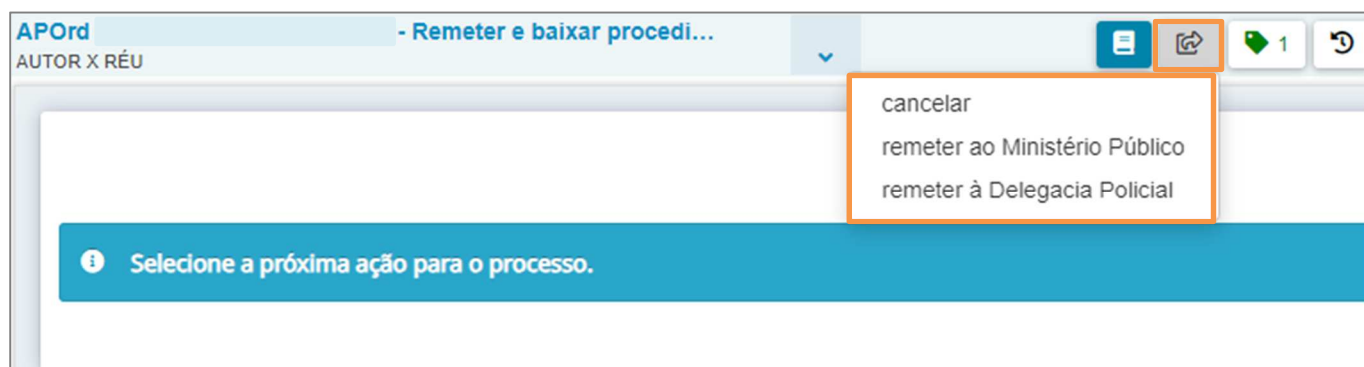 APOrd - Remeter e baixar procedi...
AUTOR X RÉU
1
cancelar
remeter ao Ministério Público
remeter à Delegacia Policial
Selecione a próxima ação para o processo.